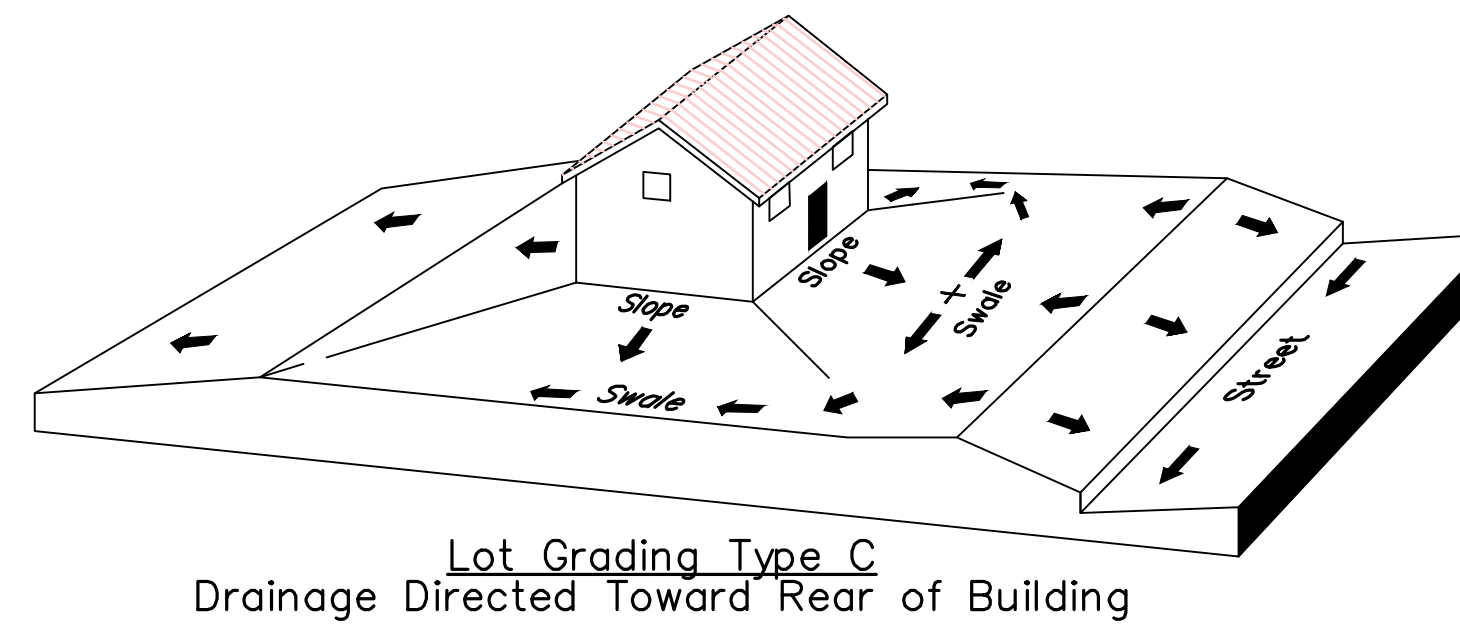 Slope
Slope
Swale
Swale
Street
Lot Grading Type C
Drainage Directed Toward Rear of Building